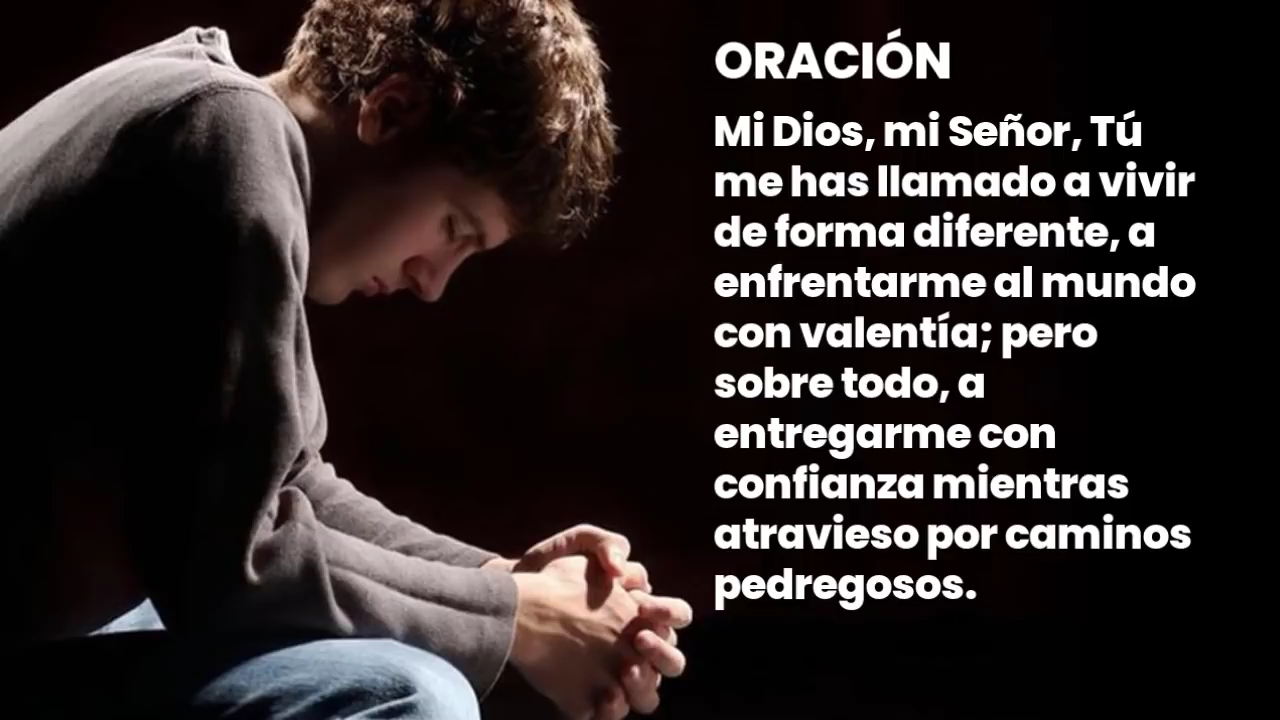 ORACIÓN
Mi Dios, mi Señor, Tú
me has llamado a vivir
de forma diferente, a
enfrentarme al mundo
con valentía; pero
sobre todo, a
entregarme con
confianza mientras
atravieso por caminos
pedregosos.